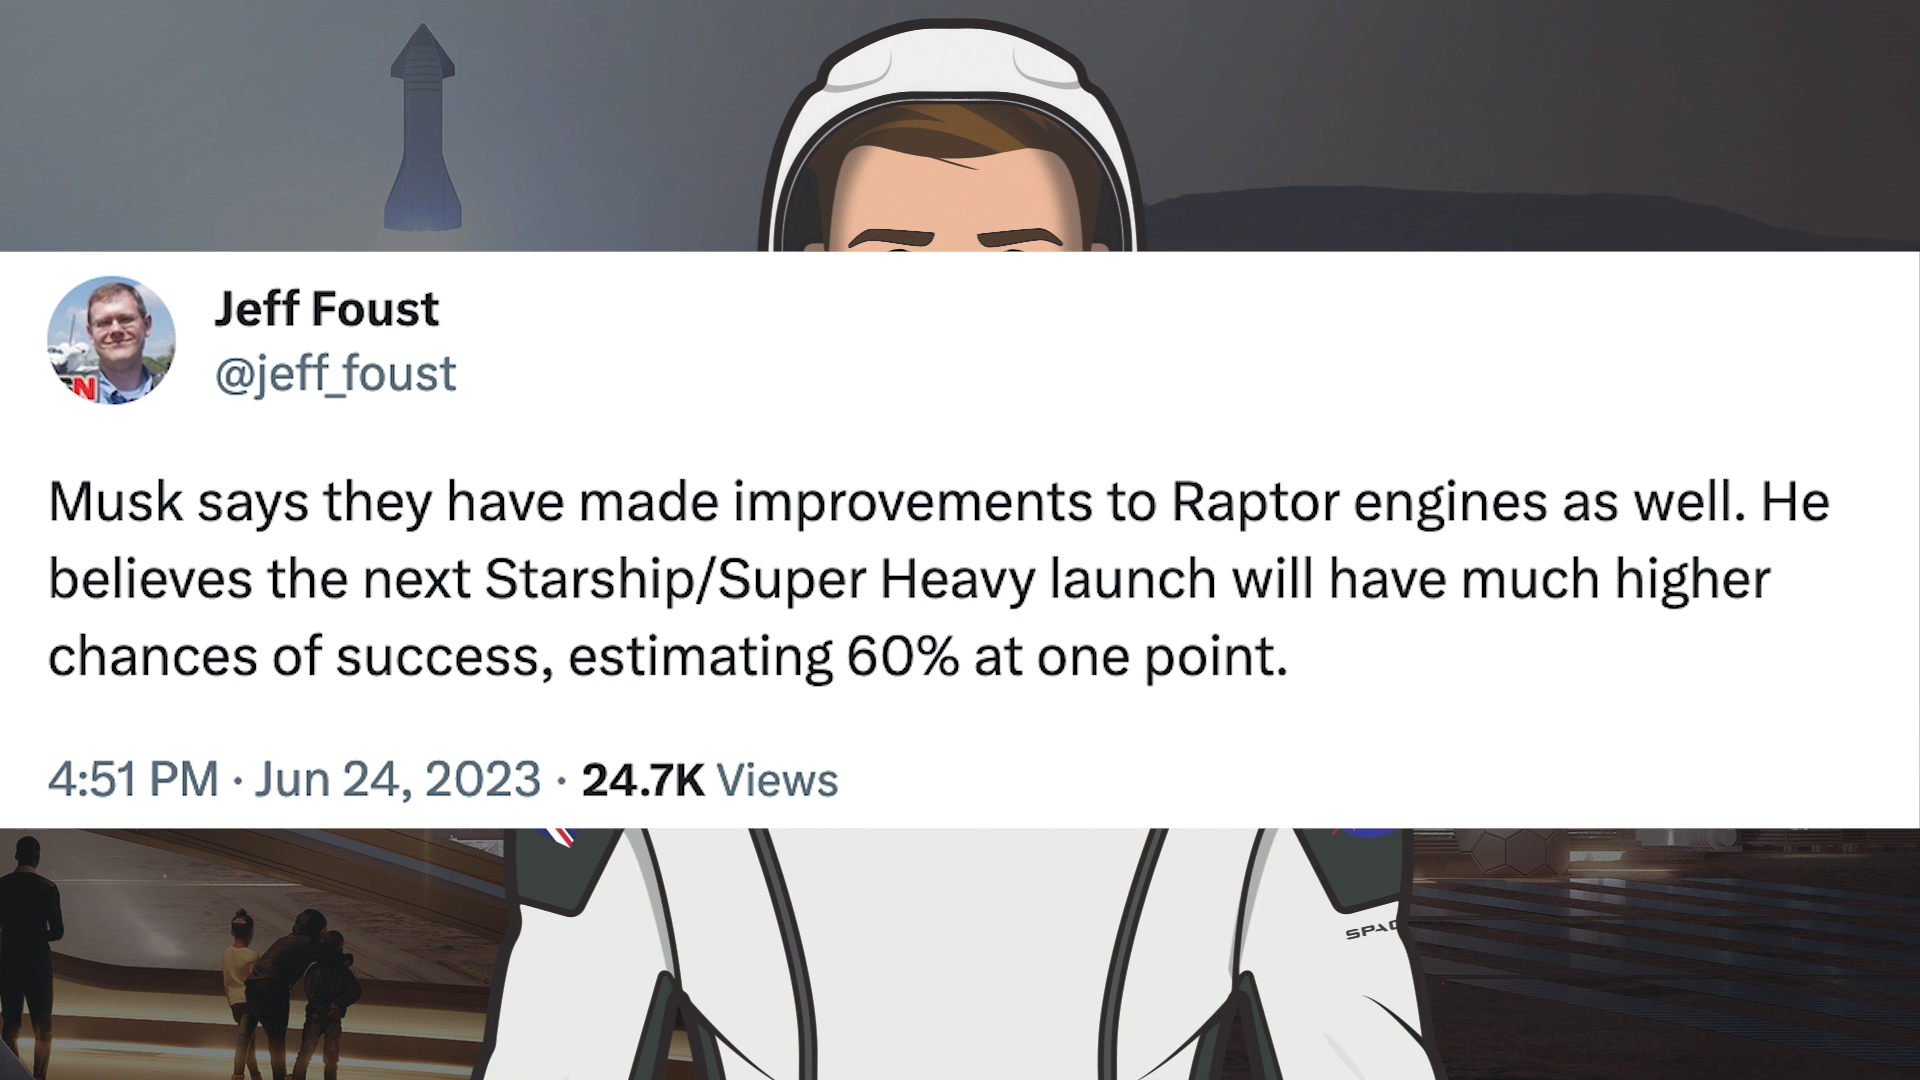 Jeff Foust
@jeff_foust
Musk says they have made improvements to Raptor engines as well. He
believes the next Starship/Super Heavy launch will have much higher
chances of success, estimating 60% at one point.
4:51 PM · Jun 24, 2023 · 24.7K Views